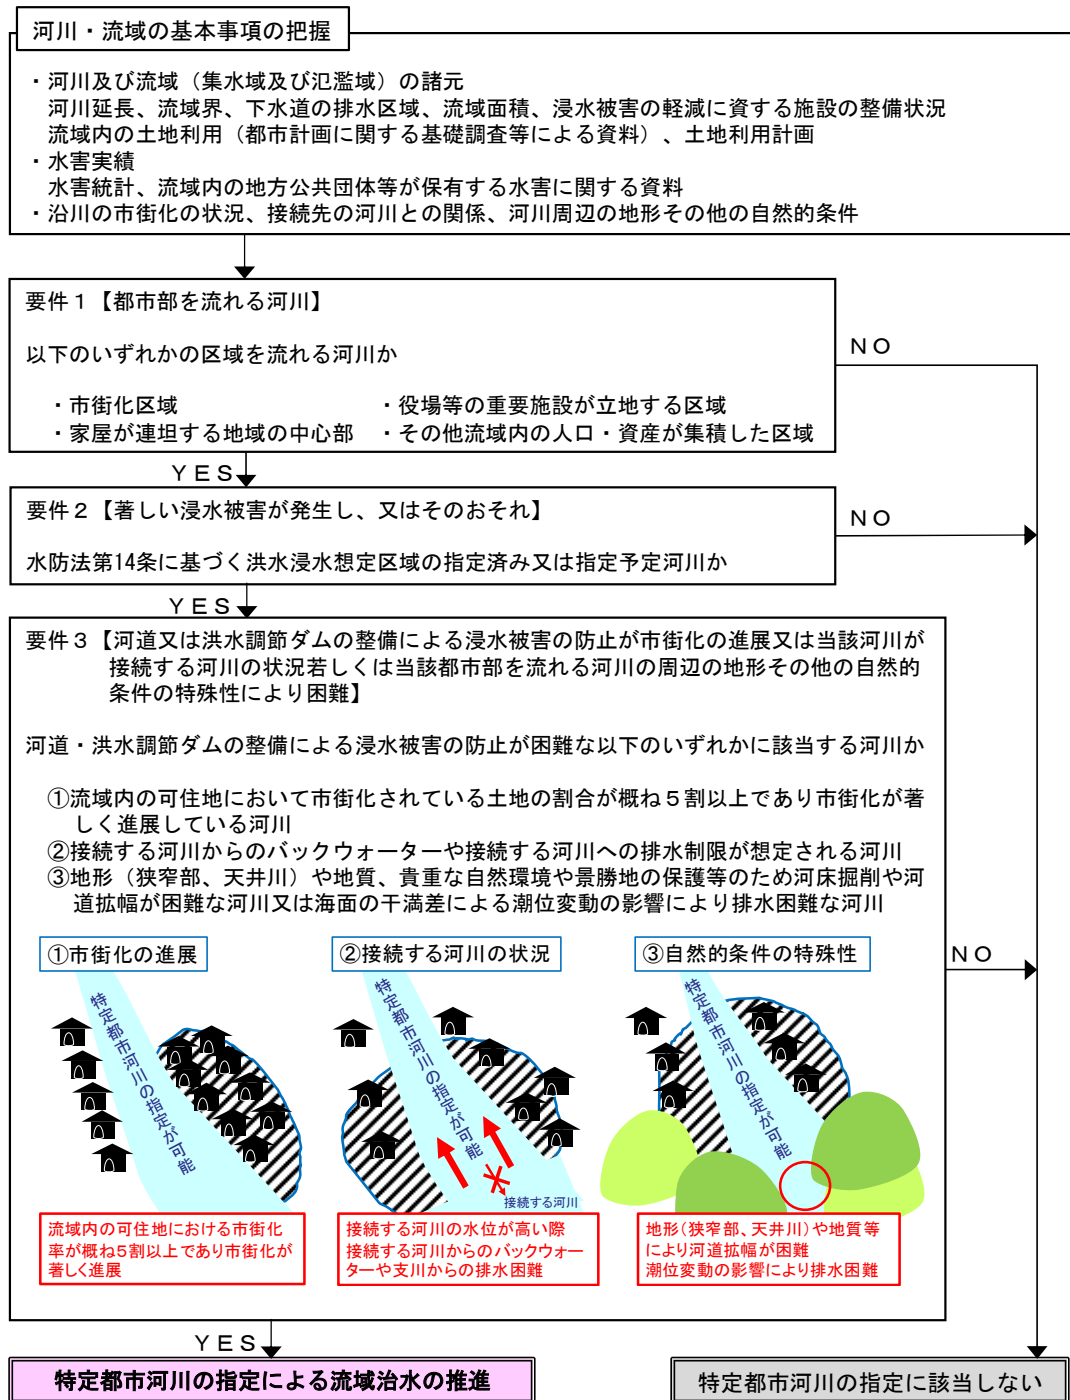 河川・流域の基本事項の把握
・河川及び流域（集水域及び氾濫域）の諸元
河川延長、流域界、下水道の排水区域、流域面積、浸水被害の軽減に資する施設の整備状況
流域内の土地利用（都市計画に関する基礎調査等による資料）、土地利用計画
・水害実績
水害統計、流域内の地方公共団体等が保有する水害に関する資料
・沿川の市街化の状況、接続先の河川との関係、河川周辺の地形その他の自然的条件
要件１【都市部を流れる河川】
以下のいずれかの区域を流れる河川か
・市街化区域　・役場等の重要施設が立地する区域
・家屋が連坦する地域の中心部　・その他流域内の人口・資産が集積した区域
ＮＯ
ＹＥＳ
要件２【著しい浸水被害が発生し、又はそのおそれ】
水防法第14条に基づく洪水浸水想定区域の指定済み又は指定予定河川か
ＮＯ
ＹＥＳ
要件３【河道又は洪水調節ダムの整備による浸水被害の防止が市街化の進展又は当該河川が
接続する河川の状況若しくは当該都市部を流れる河川の周辺の地形その他の自然的
条件の特殊性により困難】
河道・洪水調節ダムの整備による浸水被害の防止が困難な以下のいずれかに該当する河川か
①流域内の可住地において市街化されている土地の割合が概ね５割以上であり市街化が著
しく進展している河川
②接続する河川からのバックウォーターや接続する河川への排水制限が想定される河川
③地形（狭窄部、天井川）や地質、貴重な自然環境や景勝地の保護等のため河床掘削や河
道拡幅が困難な河川又は海面の干満差による潮位変動の影響により排水困難な河川
①市街化の進展
特定都市河川の指定が可能
流域内の可住地における市街化
率が概ね５割以上であり市街化が
著しく進展
②接続する河川の状況
特定都市河川の指定が可能
接続する河川
接続する河川の水位が高い際
接続する河川からのバックウォー
ターや支川からの排水困難
③自然的条件の特殊性
特定都市河川の指定が可能
地形（狭窄部、天井川）や地質等
により河道拡幅が困難
潮位変動の影響により排水困難
ＮＯ
ＹＥＳ
特定都市河川の指定による流域治水の推進
特定都市河川の指定に該当しない